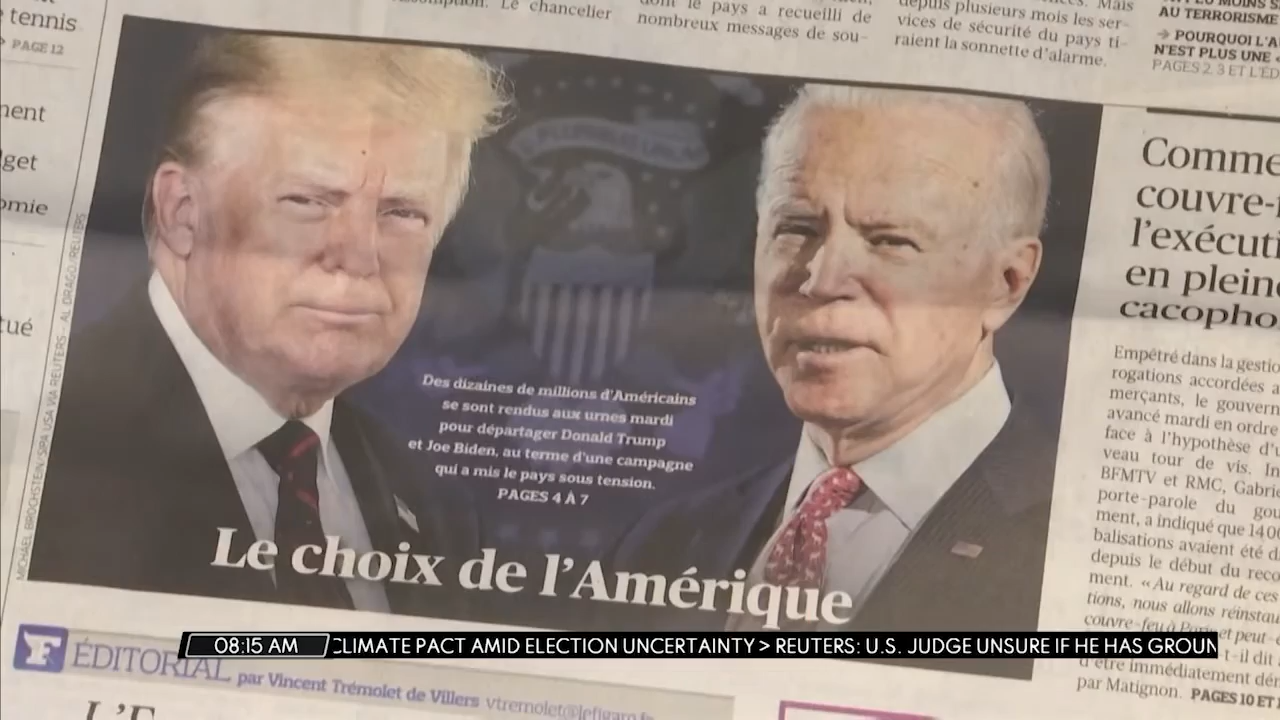 tennis
PAGE 12
Le chancelier
dont le pays a recueilli de
nombreux messages de sou-
depuis plusieurs mois les ser-
vices de sécurité du pays ti-
raient la sonnette d'alarme.
AU TERRORISME
→ POURQUOI L'A
N'EST PLUS UNE «
PAGES 2, 3 ET L'ÉD
E PLURIBUS UNUM
Des dizaines de millions d'Américains
se sont rendus aux urnes mardi
pour départager Donald Trump
et Joe Biden, au terme d'une campagne
qui a mis le pays sous tension.
PAGES 4 À 7
Le choix de l'Amérique
MICHAEL BROCHSTEIN/SIPA USA VIA REUTERS - AL DRAGO/REUTERS
Comme
couvre-f
l'exécuti
en pleine
cacopho
Empêtré dans la gestio
rogations accordées a
merçants, le gouvern
avancé mardi en ordre
face à l'hypothèse d'u
veau tour de vis. In
BFMTV et RMC, Gabrie
porte-parole du gou
ment, a indiqué que 1400
balisations avaient été d
depuis le début du reco
ment. «Au regard de ces
tions, nous allons réinstau
couvre-feu à Paris et peut-
t-il dit
d'être immédiatement dé
par Matignon. PAGES 10 ET
F ÉDITORIAL par Vincent Trémolet de Villers vtremolet@lefigaro.fr
08:15 AM CLIMATE PACT AMID ELECTION UNCERTAINTY > REUTERS: U.S. JUDGE UNSURE IF HE HAS GROUN